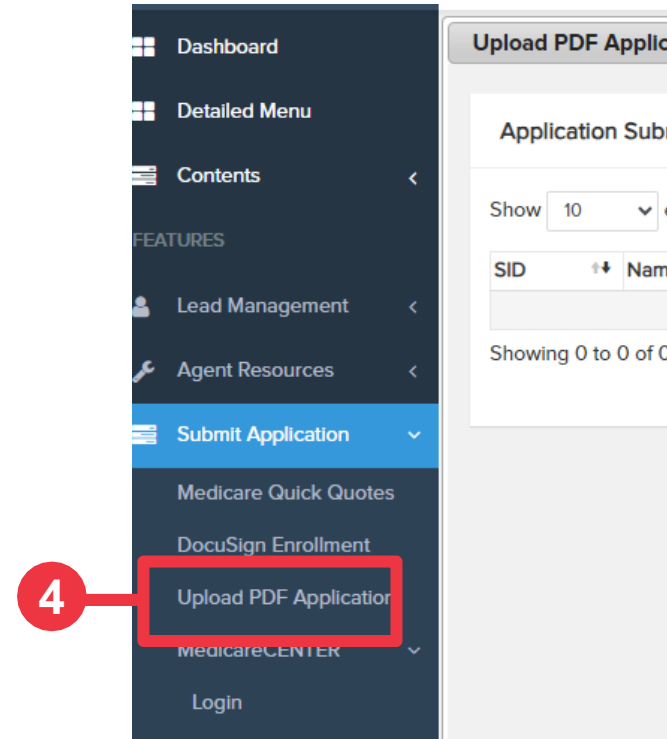 Dashboard
Detailed Menu
Contents
FEATURES
Lead Management
Agent Resources
Submit Application
Medicare Quick Quotes
DocuSign Enrollment
4
Upload PDF Application
MedicareCENTER
Login
Upload PDF Applic
Application Subm
Show 10
SID Nam
Showing 0 to 0 of 0